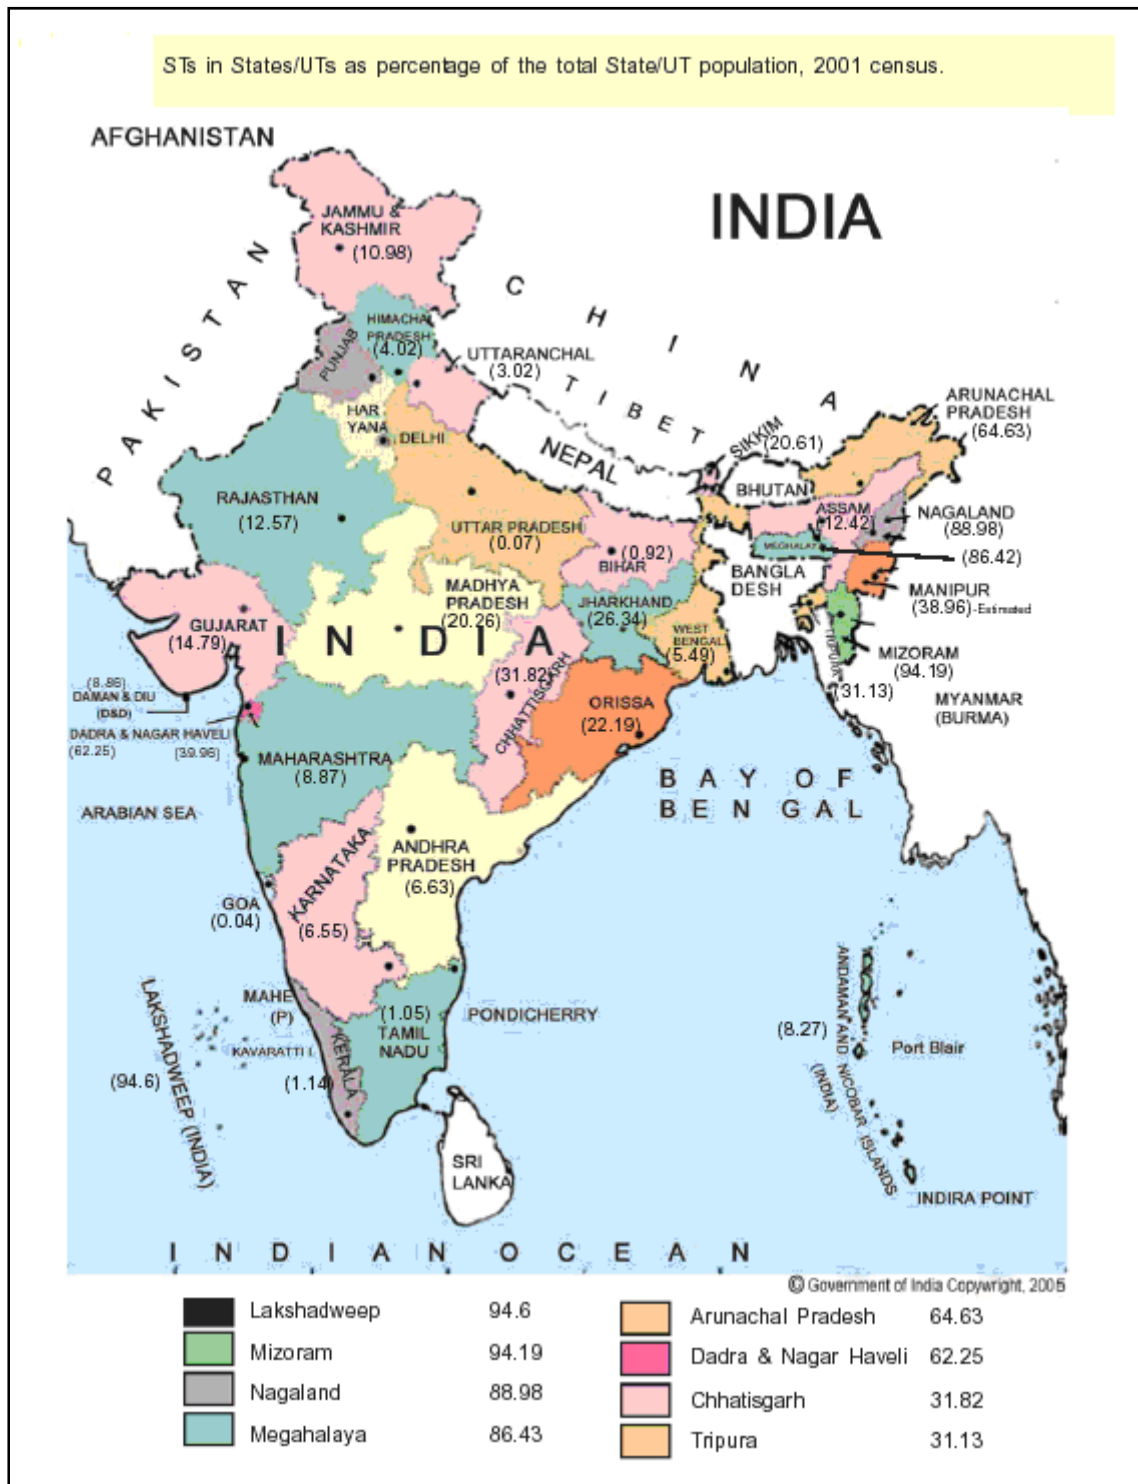 STs in States/UTs as percentage of the total State/UT population, 2001 census.
AFGHANISTAN
INDIA
JAMMU &
KASHMIR
(10.98)
PAKISTAN
CHINA
TIBET
HIMACHAL
PRADESH
(4.02)
PUNJAB
UTTARANCHAL
(3.02)
HAR
YANA
DELHI
NEPAL
SIKKIM
(20.61)
BHUTAN
ARUNACHAL
PRADESH
(64.63)
RAJASTHAN
(12.57)
UTTAR PRADESH
(0.07)
(0.92)
BIHAR
ASSAM
(12.42)
NAGALAND
(88.98)
MEGHALAY
(86.42)
BANGLA
DESH
MANIPUR
(38.96)-Estimated
MADHYA
PRADESH
(20.26)
JHARKHAND
(26.34)
WEST
BENGAL
(5.49)
TRIPURA
(31.13)
MIZORAM
(94.19)
MYANMAR
(BURMA)
GUJARAT
(14.79)
INDIA
(31.82)
CHHATTISGARH
ORISSA
(22.19)
(8.86)
DAMAN & DIU
(D&D)
DADRA & NAGAR HAVELI
(62.25)
(39.96)
MAHARASHTRA
(8.87)
BAY OF
BENGAL
ARABIAN SEA
ANDHRA
PRADESH
(6.63)
KARNATAKA
(6.55)
GOA
(0.04)
LAKSHADWEEP (INDIA)
(94.6)
MAHE
(P)
KAVARATTI I.
(1.14)
KERALA
(1.05)
TAMIL
NADU
PONDICHERRY
ANDAMAN AND NICOBAR ISLANDS
(INDIA)
(8.27)
Port Blair
SRI
LANKA
INDIRA POINT
INDIAN OCEAN
© Government of India Copywright, 2005
Lakshadweep 94.6
Mizoram 94.19
Nagaland 88.98
Megahalaya 86.43
Arunachal Pradesh 64.63
Dadra & Nagar Haveli 62.25
Chhatisgarh 31.82
Tripura 31.13